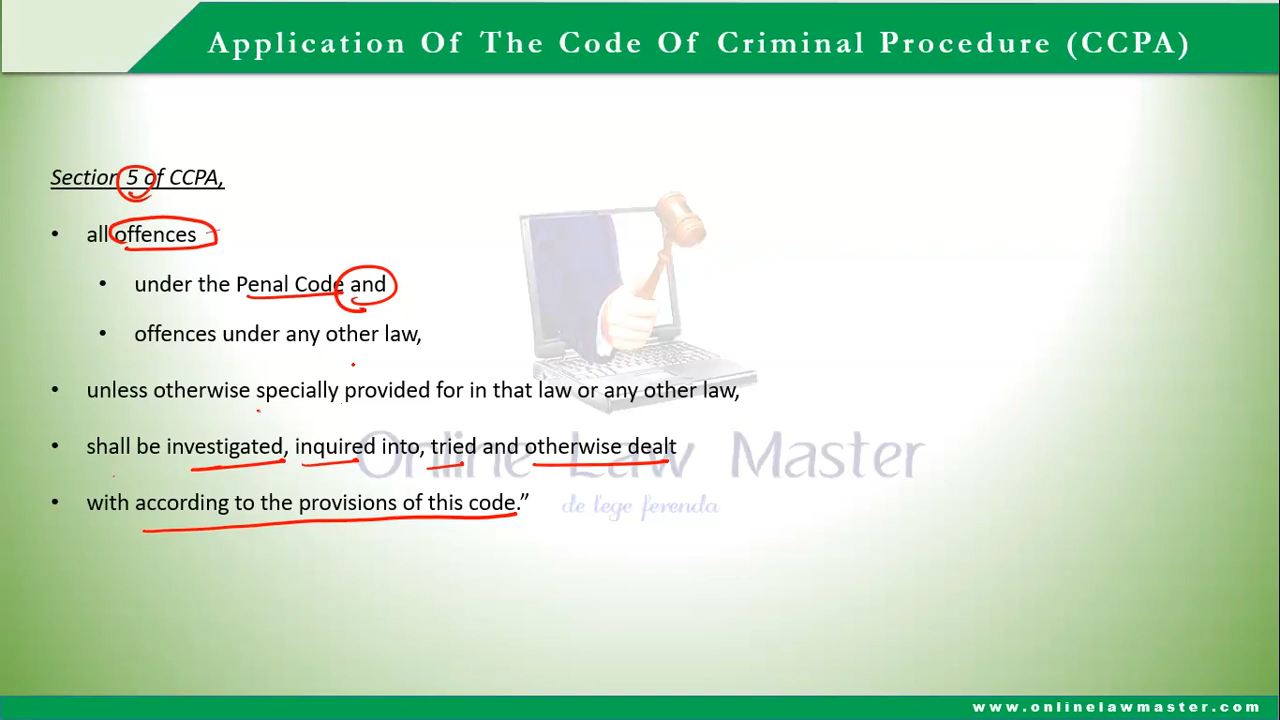 Application Of The Code Of Criminal Procedure (CCPA)
Section 5 of CCPA,
• all offences
• under the Penal Code and
• offences under any other law,
• unless otherwise specially provided for in that law or any other law,
• shall be investigated, inquired into, tried and otherwise dealt
• with according to the provisions of this code.”
Online Law Master
de lege ferenda
www.onlinelawmaster.com